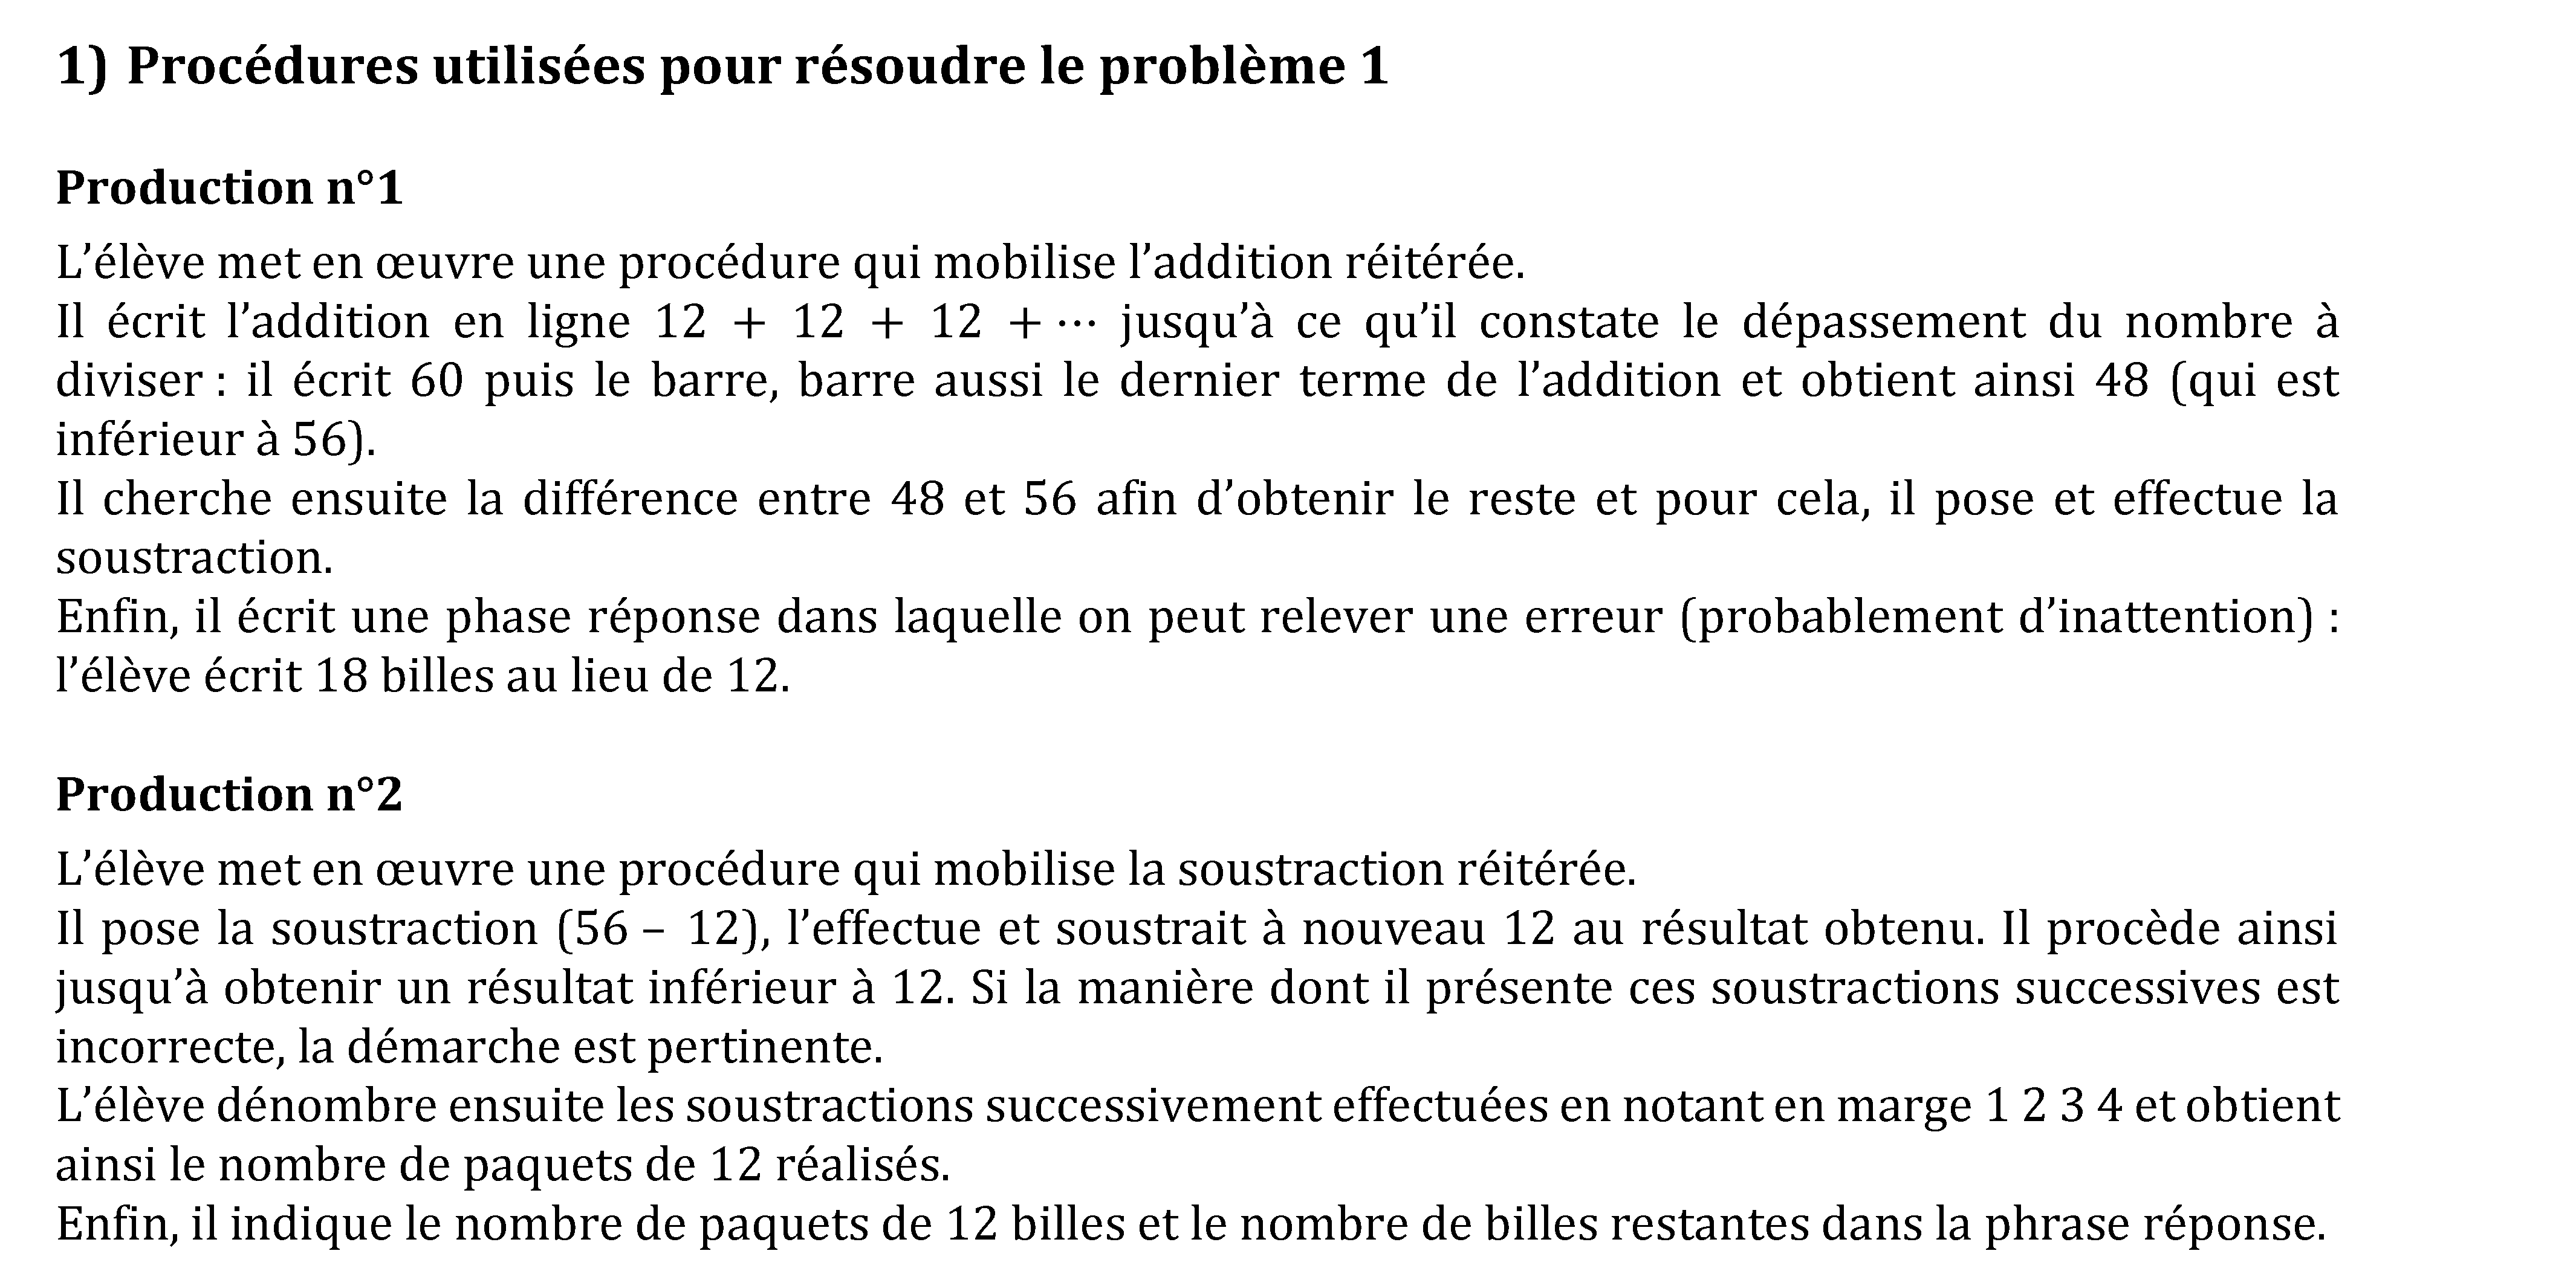 1) Procédures utilisées pour résoudre le problème 1
Production n°1
L’élève met en œuvre une procédure qui mobilise l’addition réitérée.
Il écrit l’addition en ligne 12 + 12 + 12 + ⋯ jusqu’à ce qu’il constate le dépassement du nombre à
diviser : il écrit 60 puis le barre, barre aussi le dernier terme de l’addition et obtient ainsi 48 (qui est
inférieur à 56).
Il cherche ensuite la différence entre 48 et 56 afin d’obtenir le reste et pour cela, il pose et effectue la
soustraction.
Enfin, il écrit une phase réponse dans laquelle on peut relever une erreur (probablement d’inattention) :
l’élève écrit 18 billes au lieu de 12.
Production n°2
L’élève met en œuvre une procédure qui mobilise la soustraction réitérée.
Il pose la soustraction (56 – 12), l’effectue et soustrait à nouveau 12 au résultat obtenu. Il procède ainsi
jusqu’à obtenir un résultat inférieur à 12. Si la manière dont il présente ces soustractions successives est
incorrecte, la démarche est pertinente.
L’élève dénombre ensuite les soustractions successivement effectuées en notant en marge 1 2 3 4 et obtient
ainsi le nombre de paquets de 12 réalisés.
Enfin, il indique le nombre de paquets de 12 billes et le nombre de billes restantes dans la phrase réponse.